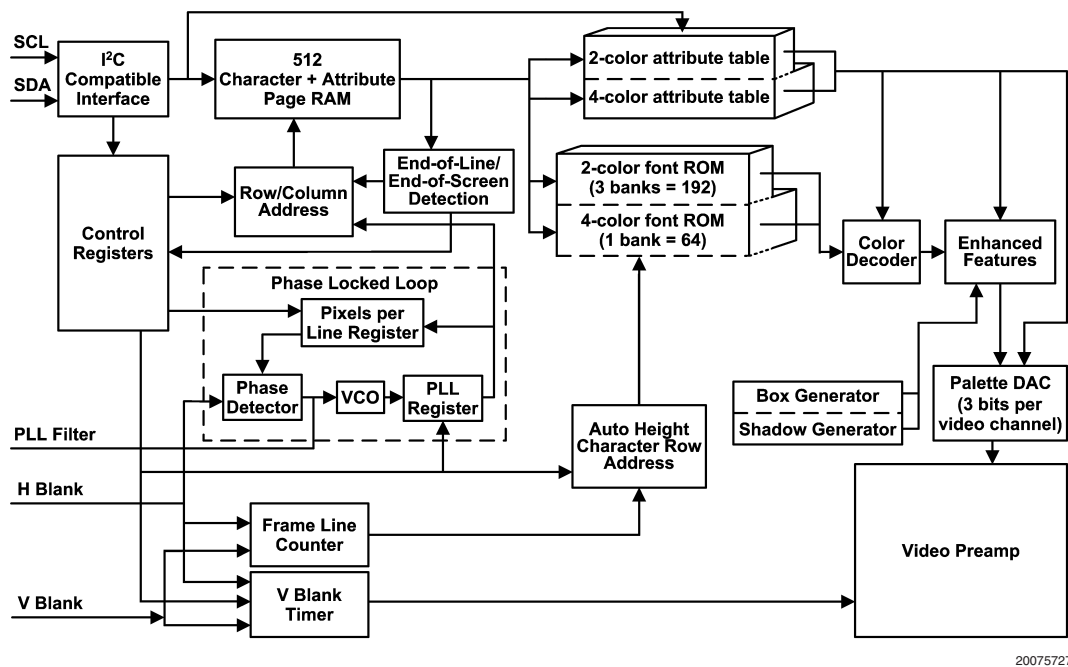 SCL
SDA
I²C
Compatible
Interface
512
Character + Attribute
Page RAM
2-color attribute table
4-color attribute table
End-of-Line/
End-of-Screen
Detection
Row/Column
Address
2-color font ROM
(3 banks = 192)
4-color font ROM
(1 bank = 64)
Control
Registers
Color
Decoder
Enhanced
Features
Phase Locked Loop
Pixels per
Line Register
Phase
Detector
VCO
PLL
Register
Box Generator
Shadow Generator
Palette DAC
(3 bits per
video channel)
PLL Filter
Auto Height
Character Row
Address
H Blank
Frame Line
Counter
Video Preamp
V Blank
V Blank
Timer
20075727